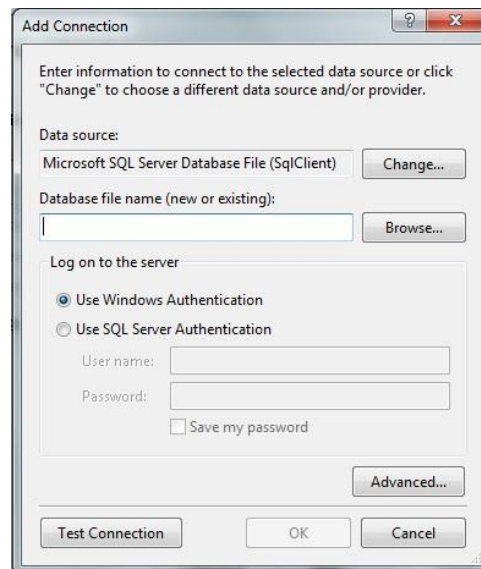 Add Connection
?
Enter information to connect to the selected data source or click
"Change" to choose a different data source and/or provider.
Data source:
Microsoft SQL Server Database File (SqlClient)
Change...
Database file name (new or existing):
Browse...
Log on to the server
Use Windows Authentication
Use SQL Server Authentication
User name:
Password:
Save my password
Advanced...
Test Connection
OK
Cancel